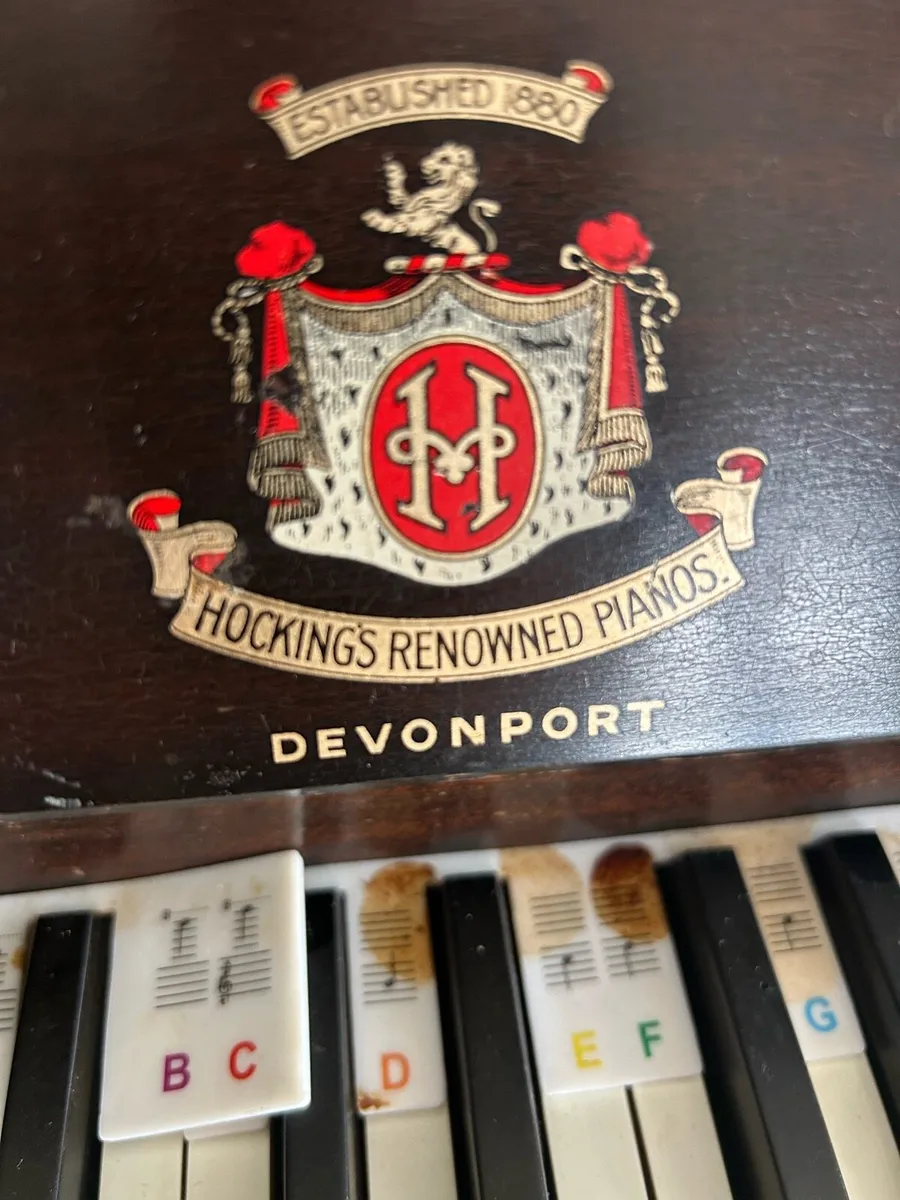 ESTABLISHED 1880
H
HOCKING'S RENOWNED PIANOS.
DEVONPORT
B C D E F G